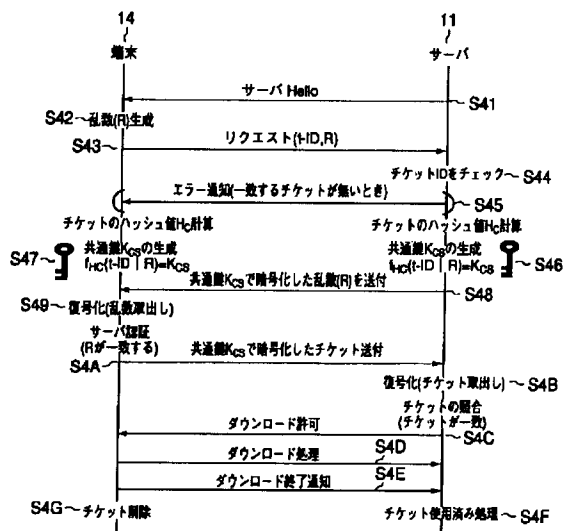 14
11
端末
サーバ
サーバ Hello
S41
S42 乱数(R)生成
リクエスト(t-ID,R)
S43
チケットIDをチェック S44
エラー通知(一致するチケットが無いとき)
S45
チケットのハッシュ値HC計算
チケットのハッシュ値HC計算
S47
共通鍵KCSの生成
fHC(t-ID | R)=KCS
共通鍵KCSの生成
fHC(t-ID | R)=KCS
S46
共通鍵KCSで暗号化した乱数(R)を送付
S48
S49 復号化(乱数取出し)
サーバ認証
(Rが一致する)
共通鍵KCSで暗号化したチケット送付
S4A
復号化(チケット取出し) S4B
チケットの照合
(チケットが一致)
ダウンロード許可
S4C
ダウンロード処理
S4D
ダウンロード終了通知
S4E
S4G チケット削除
チケット使用済み処理 S4F